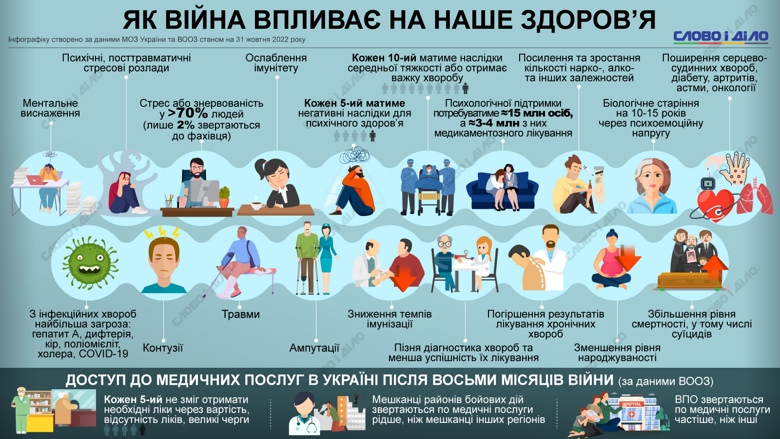 ЯК ВІЙНА ВПЛИВАЄ НА НАШЕ ЗДОРОВ’Я
Інфографіку створено за даними МОЗ України та ВООЗ станом на 31 жовтня 2022 року
СЛОВО І ДІЛО
Ментальне
виснаження
Психічні, посттравматичні
стресові розлади
Стрес або знервованість
у >70% людей
(лише 2% звертаються
до фахівця)
Ослаблення
імунітету
Кожен 5-ий матиме
негативні наслідки для
психічного здоров’я
Кожен 10-ий матиме наслідки
середньої тяжкості або отримає
важку хворобу
Психологічної підтримки
потребуватиме ≈15 млн осіб,
а ≈3-4 млн з них
медикаментозного лікування
Посилення та зростання
кількості нарко-, алко-
та інших залежностей
Біологічне старіння
на 10-15 років
через психоемоційну
напругу
Поширення серцево-
судинних хвороб,
діабету, артритів,
астми, онкології
З інфекційних хвороб
найбільша загроза:
гепатит А, дифтерія,
кір, поліомієліт,
холера, COVID-19
Контузії
Травми
Ампутації
Зниження темпів
імунізації
Пізня діагностика хвороб та
менша успішність їх лікування
Погіршення результатів
лікування хронічних
хвороб
Зменшення рівня
народжуваності
Збільшення рівня
смертності, у тому числі
суїцидів
ДОСТУП ДО МЕДИЧНИХ ПОСЛУГ В УКРАЇНІ ПІСЛЯ ВОСЬМИ МІСЯЦІВ ВІЙНИ (за даними ВООЗ)
Кожен 5-ий не зміг отримати
необхідні ліки через вартість,
відсутність ліків, великі черги
Мешканці районів бойових дій
звертаються по медичні послуги
рідше, ніж мешканці інших регіонів
HOSPITAL
ВПО звертаються
по медичні послуги
частіше, ніж інші